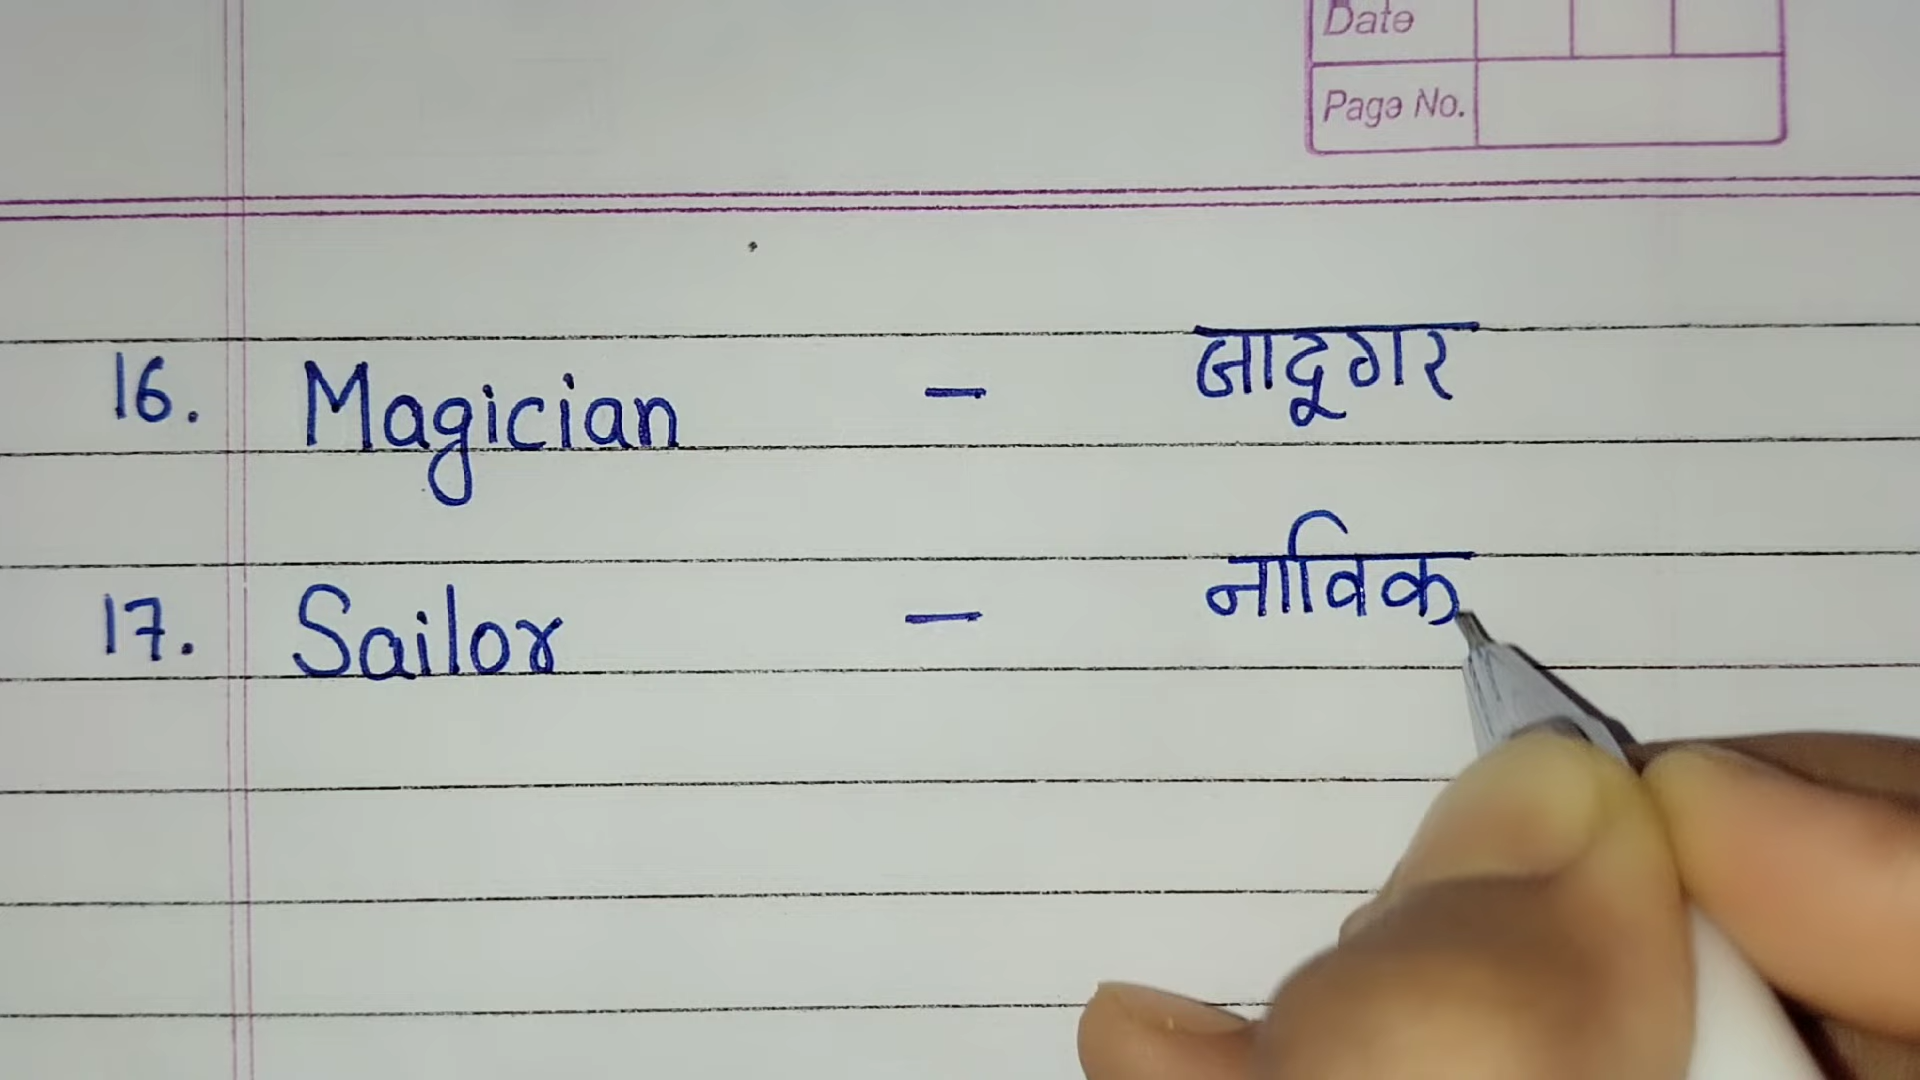 Date
Page No.
16. Magician - जादूगर
17. Sailor - नाविक